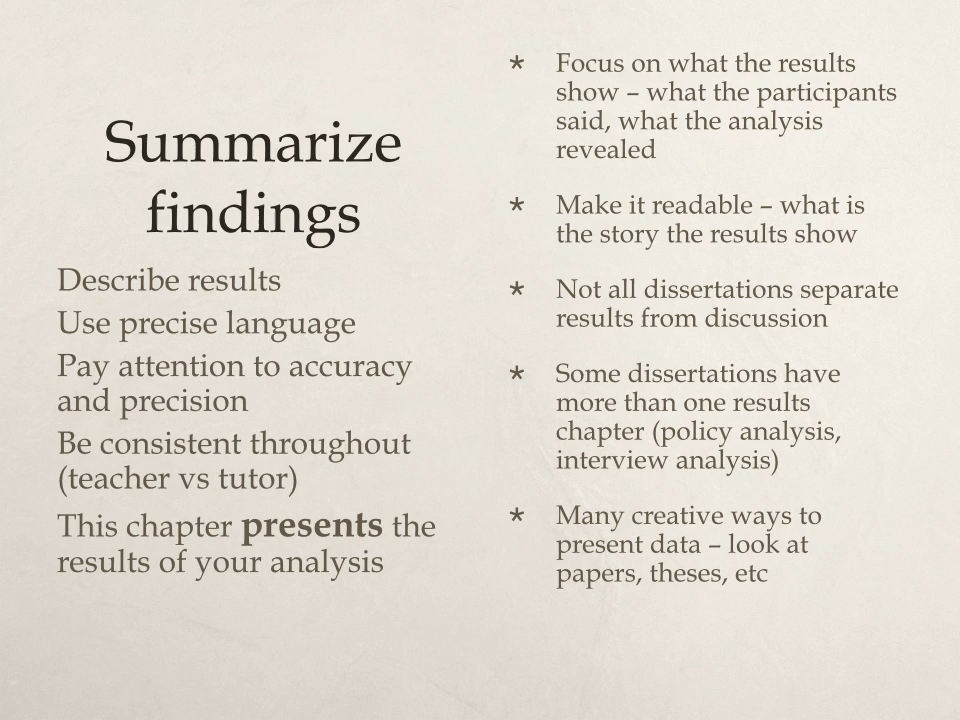 Summarize
findings
Describe results
Use precise language
Pay attention to accuracy
and precision
Be consistent throughout
(teacher vs tutor)
This chapter presents the
results of your analysis
* Focus on what the results
show – what the participants
said, what the analysis
revealed
* Make it readable – what is
the story the results show
* Not all dissertations separate
results from discussion
* Some dissertations have
more than one results
chapter (policy analysis,
interview analysis)
* Many creative ways to
present data – look at
papers, theses, etc